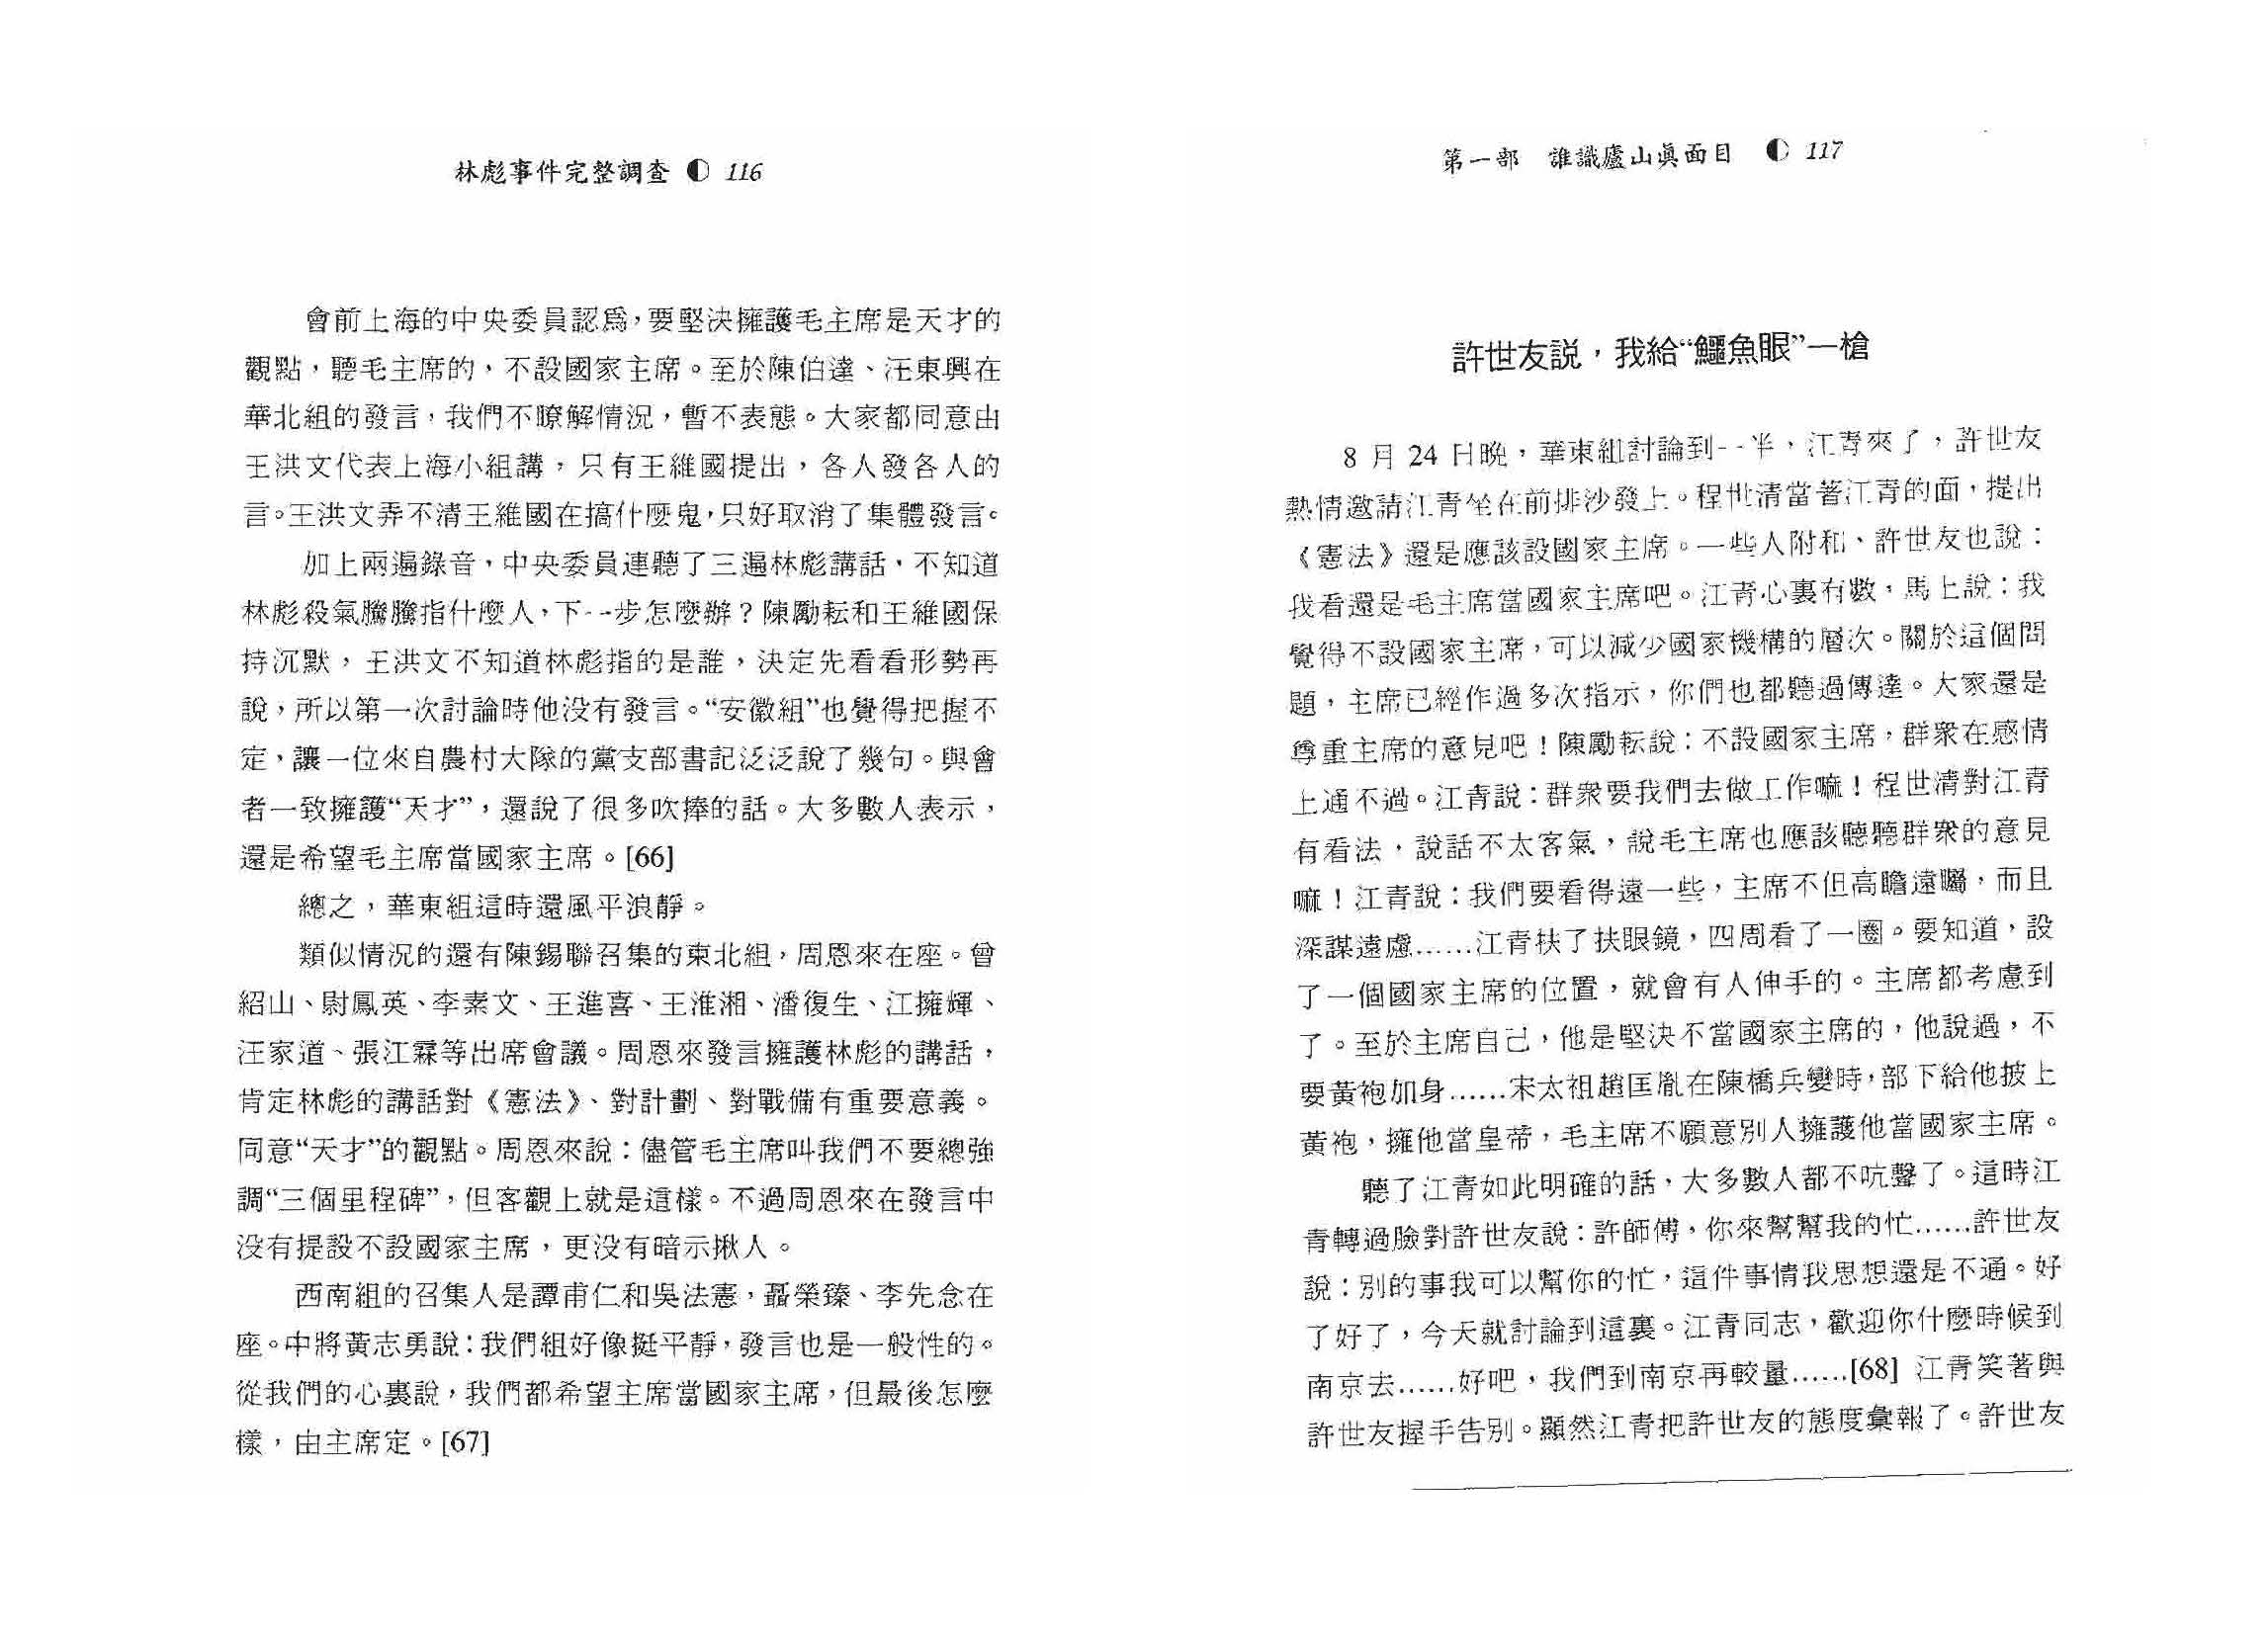 林彪事件完整調查 ◐ 116
會前上海的中央委員認爲，要堅決擁護毛主席是天才的
觀點，聽毛主席的，不設國家主席。至於陳伯達、汪東興在
華北組的發言，我們不瞭解情況，暫不表態。大家都同意由
王洪文代表上海小組講，只有王維國提出，各人發各人的
言。王洪文弄不清王維國在搞什麼鬼，只好取消了集體發言。
加上兩遍錄音，中央委員連聽了三遍林彪講話，不知道
林彪殺氣騰騰指什麼人，下一步怎麼辦？陳勵耘和王維國保
持沉默，王洪文不知道林彪指的是誰，決定先看看形勢再
說，所以第一次討論時他没有發言。“安徽組”也覺得把握不
定，讓一位來自農村大隊的黨支部書記泛泛說了幾句。與會
者一致擁護“天才”，還說了很多吹捧的話。大多數人表示，
還是希望毛主席當國家主席。[66]
總之，華東組這時還風平浪靜。
類似情況的還有陳錫聯召集的東北組，周恩來在座。曾
紹山、尉鳳英、李素文、王進喜、王淮湘、潘復生、江擁輝、
汪家道、張江霖等出席會議。周恩來發言擁護林彪的講話，
肯定林彪的講話對《憲法》、對計劃、對戰備有重要意義。
同意“天才”的觀點。周恩來說：儘管毛主席叫我們不要總強
調“三個里程碑”，但客觀上就是這樣。不過周恩來在發言中
没有提設不設國家主席，更没有暗示揪人。
西南組的召集人是譚甫仁和吳法憲，聶榮臻、李先念在
座。中將黃志勇說：我們組好像挺平靜，發言也是一般性的。
從我們的心裏說，我們都希望主席當國家主席，但最後怎麼
樣，由主席定。[67]
第一部 誰識廬山眞面目 ◐ 117
許世友説，我給“鱷魚眼”一槍
8 月 24 日晚，華東組討論到一半，江青來了，許世友
熱情邀請江青坐在前排沙發上。程世清當著江青的面，提出
《憲法》還是應該設國家主席。一些人附和、許世友也說：
我看還是毛主席當國家主席吧。江青心裏有數，馬上說：我
覺得不設國家主席，可以減少國家機構的層次。關於這個問
題，主席已經作過多次指示，你們也都聽過傳達。大家還是
尊重主席的意見吧！陳勵耘說：不設國家主席，群衆在感情
上通不過。江青說：群衆要我們去做工作嘛！程世清對江青
有看法，說話不太客氣，說毛主席也應該聽聽群衆的意見
嘛！江青說：我們要看得遠一些，主席不但高瞻遠矚，而且
深謀遠慮……江青扶了扶眼鏡，四周看了一圈。要知道，設
了一個國家主席的位置，就會有人伸手的。主席都考慮到
了。至於主席自己，他是堅決不當國家主席的，他說過，不
要黃袍加身……宋太祖趙匡胤在陳橋兵變時，部下給他披上
黃袍，擁他當皇帝，毛主席不願意別人擁護他當國家主席。
聽了江青如此明確的話，大多數人都不吭聲了。這時江
青轉過臉對許世友說：許師傅，你來幫幫我的忙……許世友
說：別的事我可以幫你的忙，這件事情我思想還是不通。好
了好了，今天就討論到這裏。江青同志，歡迎你什麼時候到
南京去……好吧，我們到南京再較量……[68] 江青笑著與
許世友握手告別。顯然江青把許世友的態度彙報了。許世友